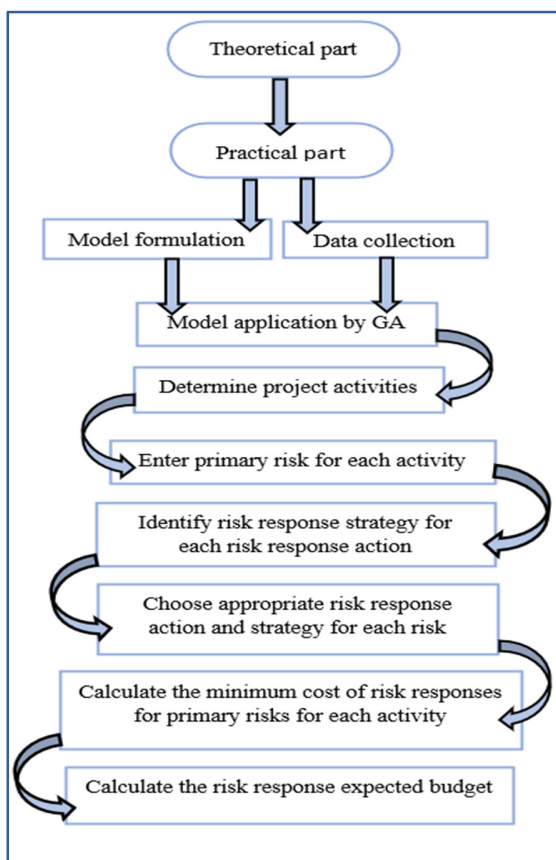 Theoretical part
Practical part
Model formulation
Data collection
Model application by GA
Determine project activities
Enter primary risk for each activity
Identify risk response strategy for
each risk response action
Choose appropriate risk response
action and strategy for each risk
Calculate the minimum cost of risk responses
for primary risks for each activity
Calculate the risk response expected budget